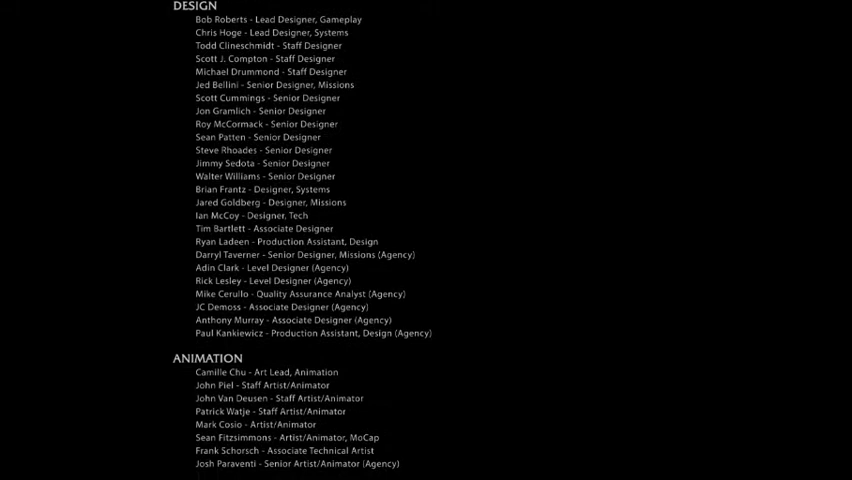 DESIGN
Bob Roberts - Lead Designer, Gameplay
Chris Hoge - Lead Designer, Systems
Todd Clineschmidt - Staff Designer
Scott J. Compton - Staff Designer
Michael Drummond - Staff Designer
Jed Bellini - Senior Designer, Missions
Scott Cummings - Senior Designer
Jon Gramlich - Senior Designer
Roy McCormack - Senior Designer
Sean Patten - Senior Designer
Steve Rhoades - Senior Designer
Jimmy Sedota - Senior Designer
Walter Williams - Senior Designer
Brian Frantz - Designer, Systems
Jared Goldberg - Designer, Missions
Ian McCoy - Designer, Tech
Tim Bartlett - Associate Designer
Ryan Ladeen - Production Assistant, Design
Darryl Taverner - Senior Designer, Missions (Agency)
Adin Clark - Level Designer (Agency)
Rick Lesley - Level Designer (Agency)
Mike Cerullo - Quality Assurance Analyst (Agency)
JC Demoss - Associate Designer (Agency)
Anthony Murray - Associate Designer (Agency)
Paul Kankiewicz - Production Assistant, Design (Agency)
ANIMATION
Camille Chu - Art Lead, Animation
John Piel - Staff Artist/Animator
John Van Deusen - Staff Artist/Animator
Patrick Watje - Staff Artist/Animator
Mark Cosio - Artist/Animator
Sean Fitzsimmons - Artist/Animator, MoCap
Frank Schorsch - Associate Technical Artist
Josh Paraventi - Senior Artist/Animator (Agency)